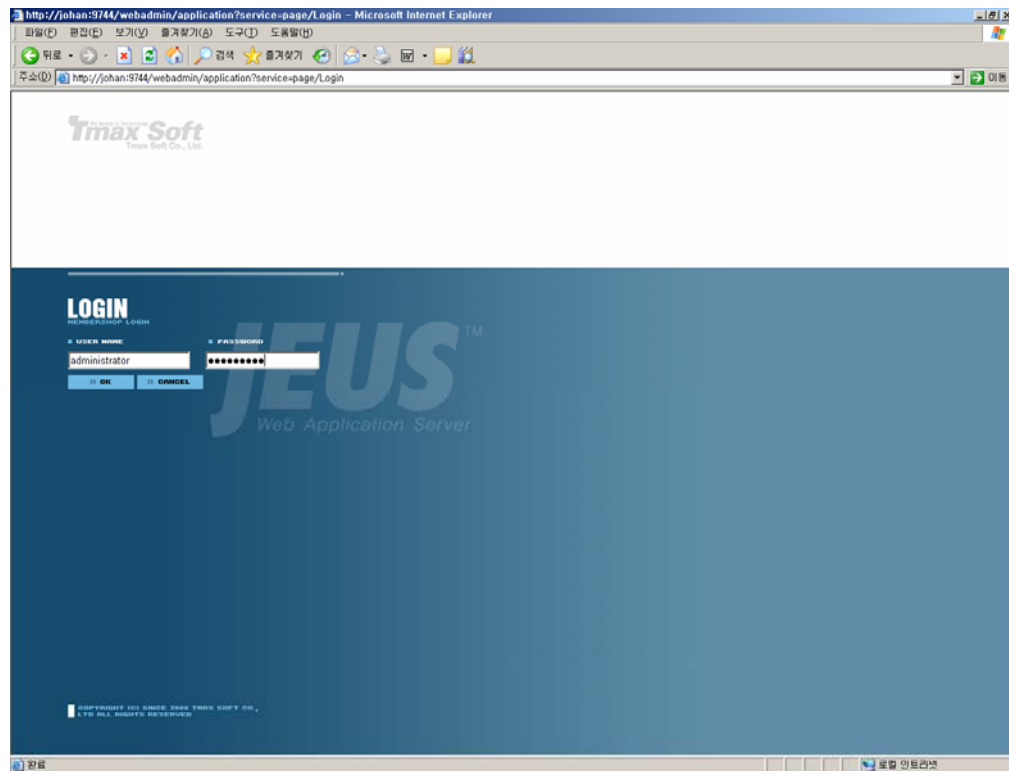 http://johan:9744/webadmin/application?service=page/Login - Microsoft Internet Explorer
파일(F) 편집(E) 보기(V) 즐겨찾기(A) 도구(T) 도움말(H)
뒤로 검색 즐겨찾기
주소(D) http://johan:9744/webadmin/application?service=page/Login 이동
Tmax Soft
Tmax Soft Co., Ltd.
LOGIN
MEMBERSHOP LOGIN
USER NAME PASSWORD
administrator ●●●●●●●●●
>> OK >> CANCEL
JEUS™
Web Application Server
COPYRIGHT (C) SINCE TMAX SOFT CO.,
LTD ALL RIGHTS RESERVED
완료 로컬 인트라넷